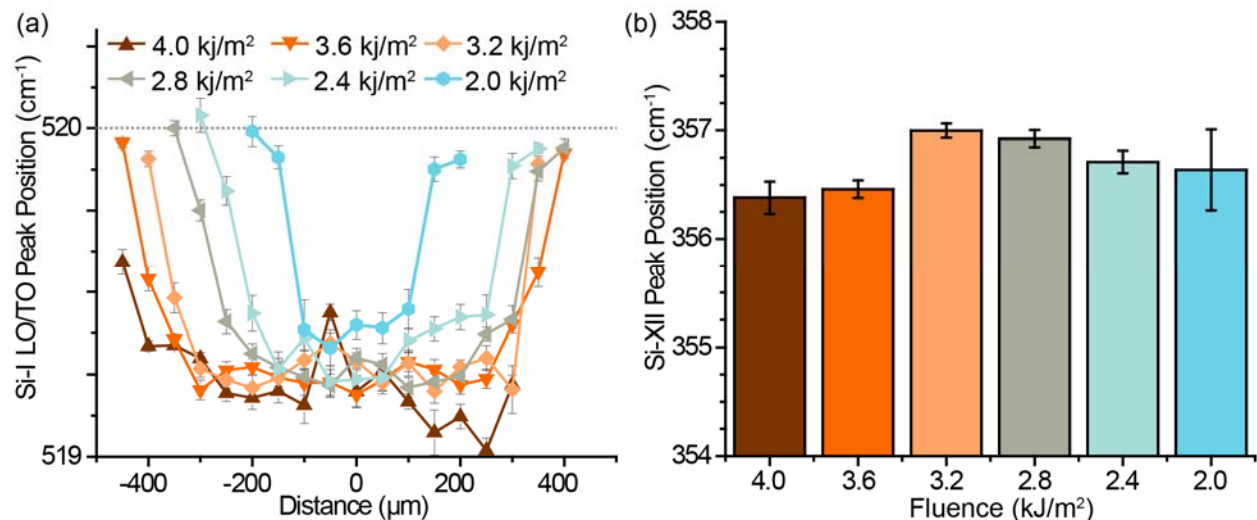 (a)
4.0 kj/m² 3.6 kj/m² 3.2 kj/m²
2.8 kj/m² 2.4 kj/m² 2.0 kj/m²
Si-I LO/TO Peak Position (cm⁻¹)
520
519
-400 -200 0 200 400
Distance (µm)
(b)
Si-XII Peak Position (cm⁻¹)
358
357
356
355
354
4.0 3.6 3.2 2.8 2.4 2.0
Fluence (kJ/m²)